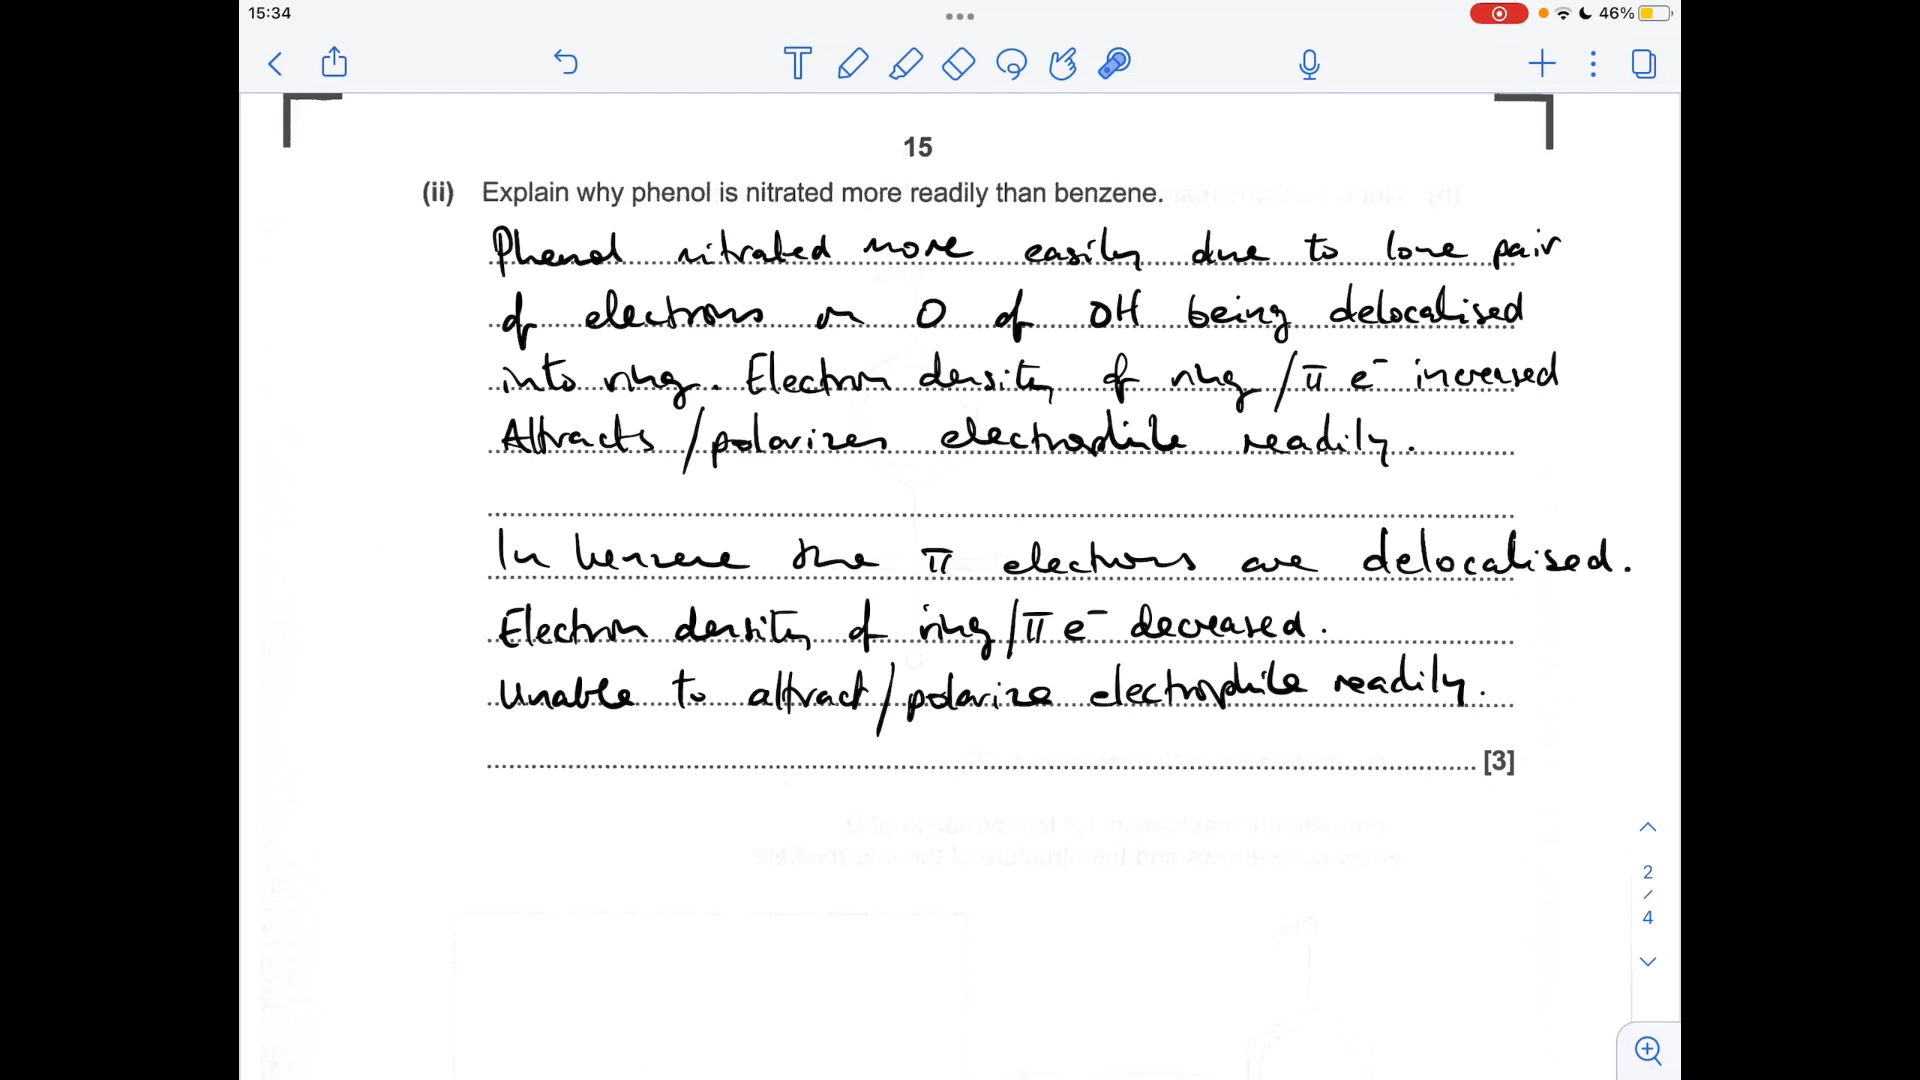 15:34
46%
15
(ii) Explain why phenol is nitrated more readily than benzene.
Phenol nitrated more easily due to lone pair
of electrons on O of OH being delocalised
into ring. Electron density of ring/π e⁻ increased
Attracts/polarizes electrophile readily.
In benzene the π electrons are delocalised.
Electron density of ring/π e⁻ decreased.
Unable to attract/polarize electrophile readily.
[3]
2
/
4